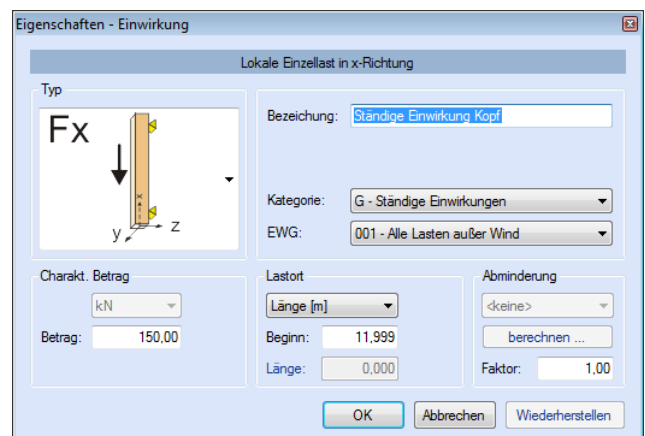 Eigenschaften - Einwirkung
Lokale Einzellast in x-Richtung
Typ
Fx
x
y
z
Bezeichung:
Ständige Einwirkung Kopf
Kategorie:
G - Ständige Einwirkungen
EWG:
001 - Alle Lasten außer Wind
Charakt. Betrag
kN
Betrag:
150,00
Lastort
Länge [m]
Beginn:
11,999
Länge:
0,000
Abminderung
<keine>
berechnen ...
Faktor:
1,00
OK
Abbrechen
Wiederherstellen